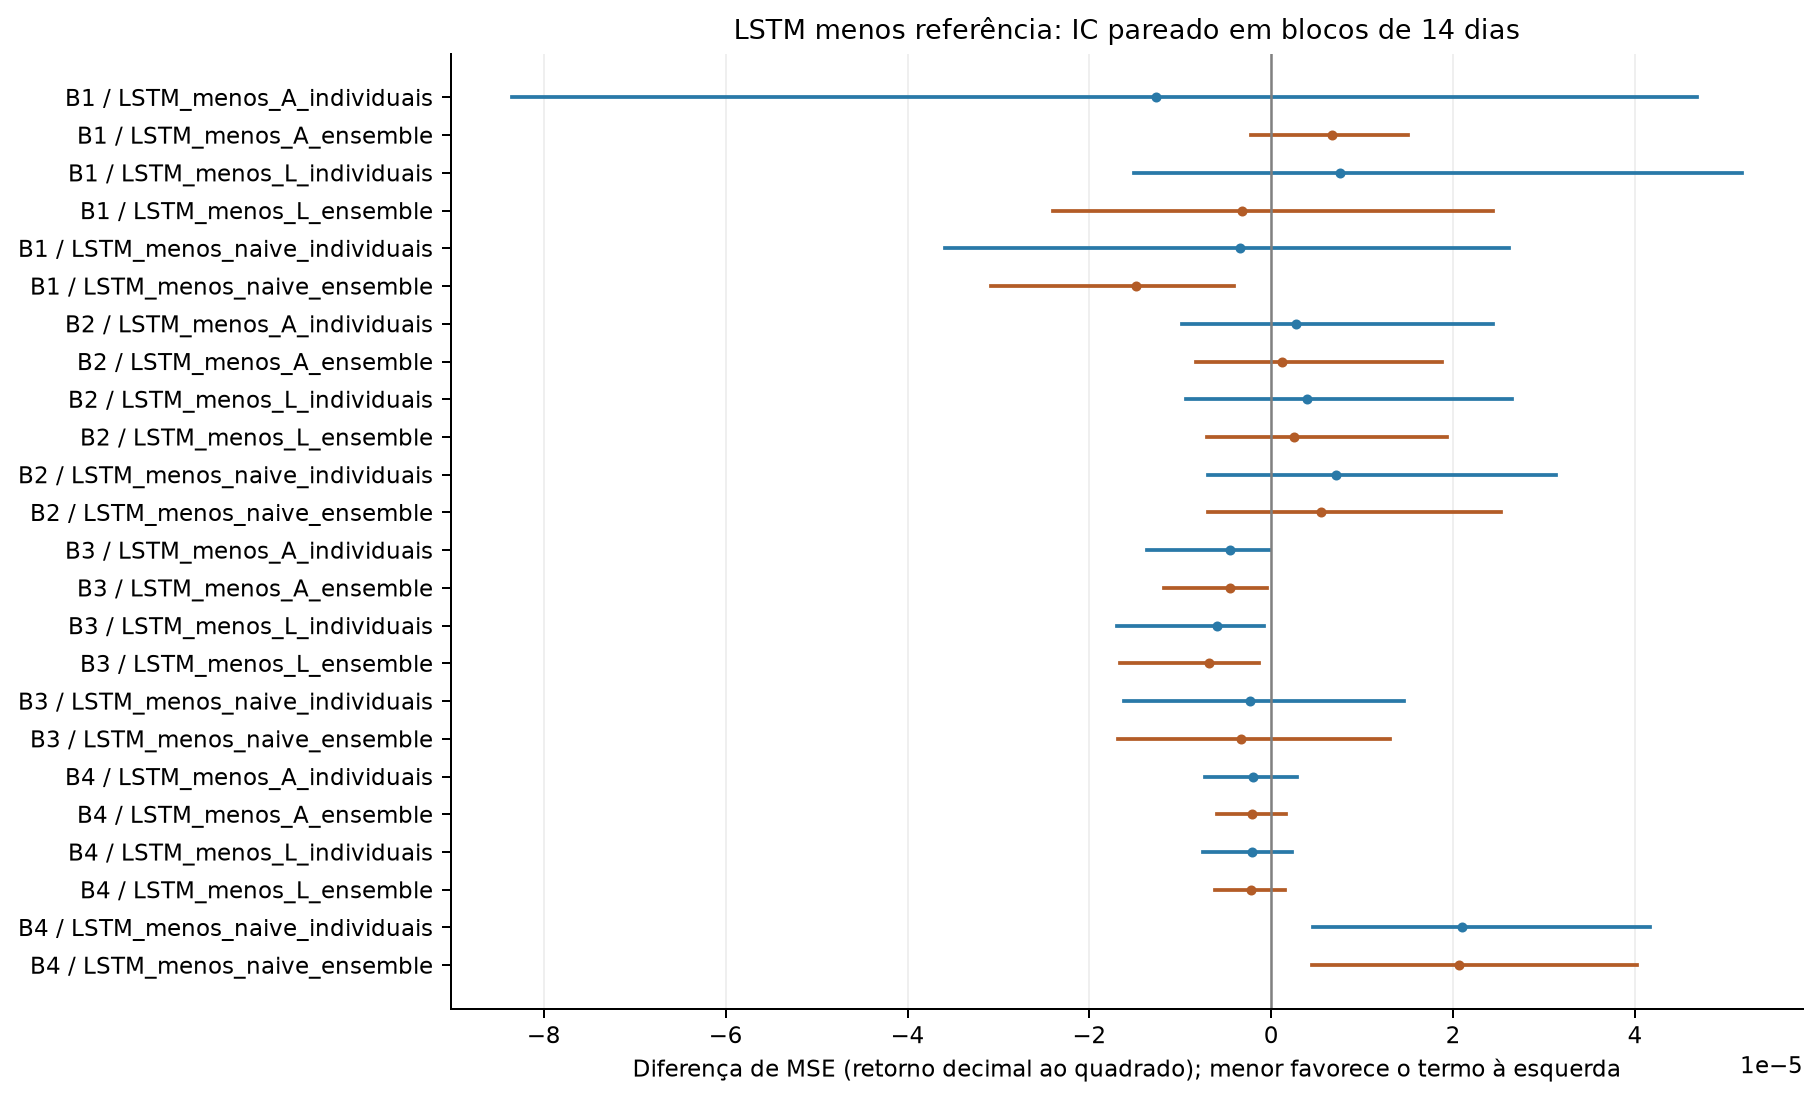 LSTM menos referência: IC pareado em blocos de 14 dias
B1 / LSTM_menos_A_individuais
B1 / LSTM_menos_A_ensemble
B1 / LSTM_menos_L_individuais
B1 / LSTM_menos_L_ensemble
B1 / LSTM_menos_naive_individuais
B1 / LSTM_menos_naive_ensemble
B2 / LSTM_menos_A_individuais
B2 / LSTM_menos_A_ensemble
B2 / LSTM_menos_L_individuais
B2 / LSTM_menos_L_ensemble
B2 / LSTM_menos_naive_individuais
B2 / LSTM_menos_naive_ensemble
B3 / LSTM_menos_A_individuais
B3 / LSTM_menos_A_ensemble
B3 / LSTM_menos_L_individuais
B3 / LSTM_menos_L_ensemble
B3 / LSTM_menos_naive_individuais
B3 / LSTM_menos_naive_ensemble
B4 / LSTM_menos_A_individuais
B4 / LSTM_menos_A_ensemble
B4 / LSTM_menos_L_individuais
B4 / LSTM_menos_L_ensemble
B4 / LSTM_menos_naive_individuais
B4 / LSTM_menos_naive_ensemble
−8 −6 −4 −2 0 2 4
1e−5
Diferença de MSE (retorno decimal ao quadrado); menor favorece o termo à esquerda